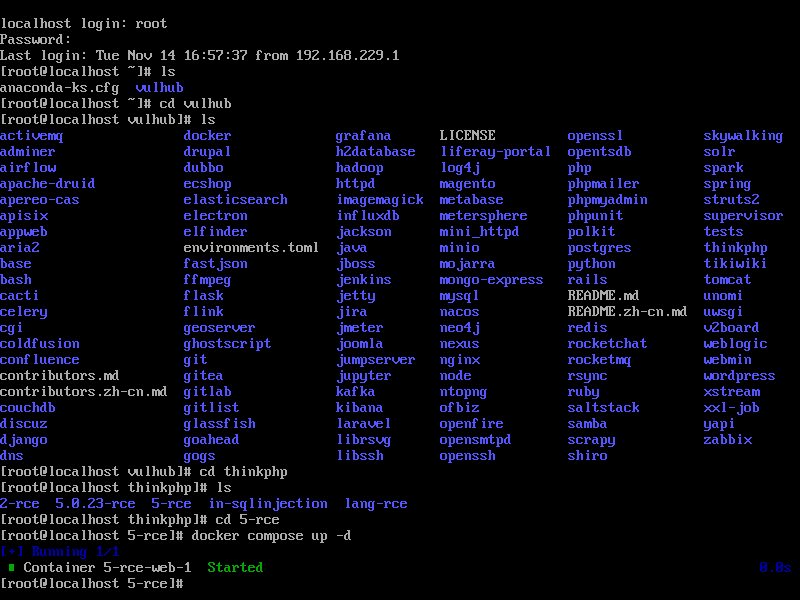 localhost login: root
Password:
Last login: Tue Nov 14 16:57:37 from 192.168.229.1
[root@localhost ~]# ls
anaconda-ks.cfg  vulhub
[root@localhost ~]# cd vulhub
[root@localhost vulhub]# ls
activemq docker grafana LICENSE openssl skywalking
adminer drupal h2database liferay-portal opentsdb solr
airflow dubbo hadoop log4j php spark
apache-druid ecshop httpd magento phpmailer spring
apereo-cas elasticsearch imagemagick metabase phpmyadmin struts2
apisix electron influxdb metersphere phpunit supervisor
appweb elfinder jackson mini_httpd polkit tests
aria2 environments.toml java minio postgres thinkphp
base fastjson jboss mojarra python tikiwiki
bash ffmpeg jenkins mongo-express rails tomcat
cacti flask jetty mysql README.md unomi
celery flink jira nacos README.zh-cn.md uwsgi
cgi geoserver jmeter neo4j redis v2board
coldfusion ghostscript joomla nexus rocketchat weblogic
confluence git jumpserver nginx rocketmq webmin
contributors.md gitea jupyter node rsync wordpress
contributors.zh-cn.md gitlab kafka ntopng ruby xstream
couchdb gitlist kibana ofbiz saltstack xxl-job
discuz glassfish laravel openfire samba yapi
django goahead librsvg opensmtpd scrapy zabbix
dns gogs libssh openssh shiro
[root@localhost vulhub]# cd thinkphp
[root@localhost thinkphp]# ls
2-rce  5.0.23-rce  5-rce  in-sqlinjection  lang-rce
[root@localhost thinkphp]# cd 5-rce
[root@localhost 5-rce]# docker compose up -d
[+] Running 1/1
Container 5-rce-web-1  Started 0.0s
[root@localhost 5-rce]#